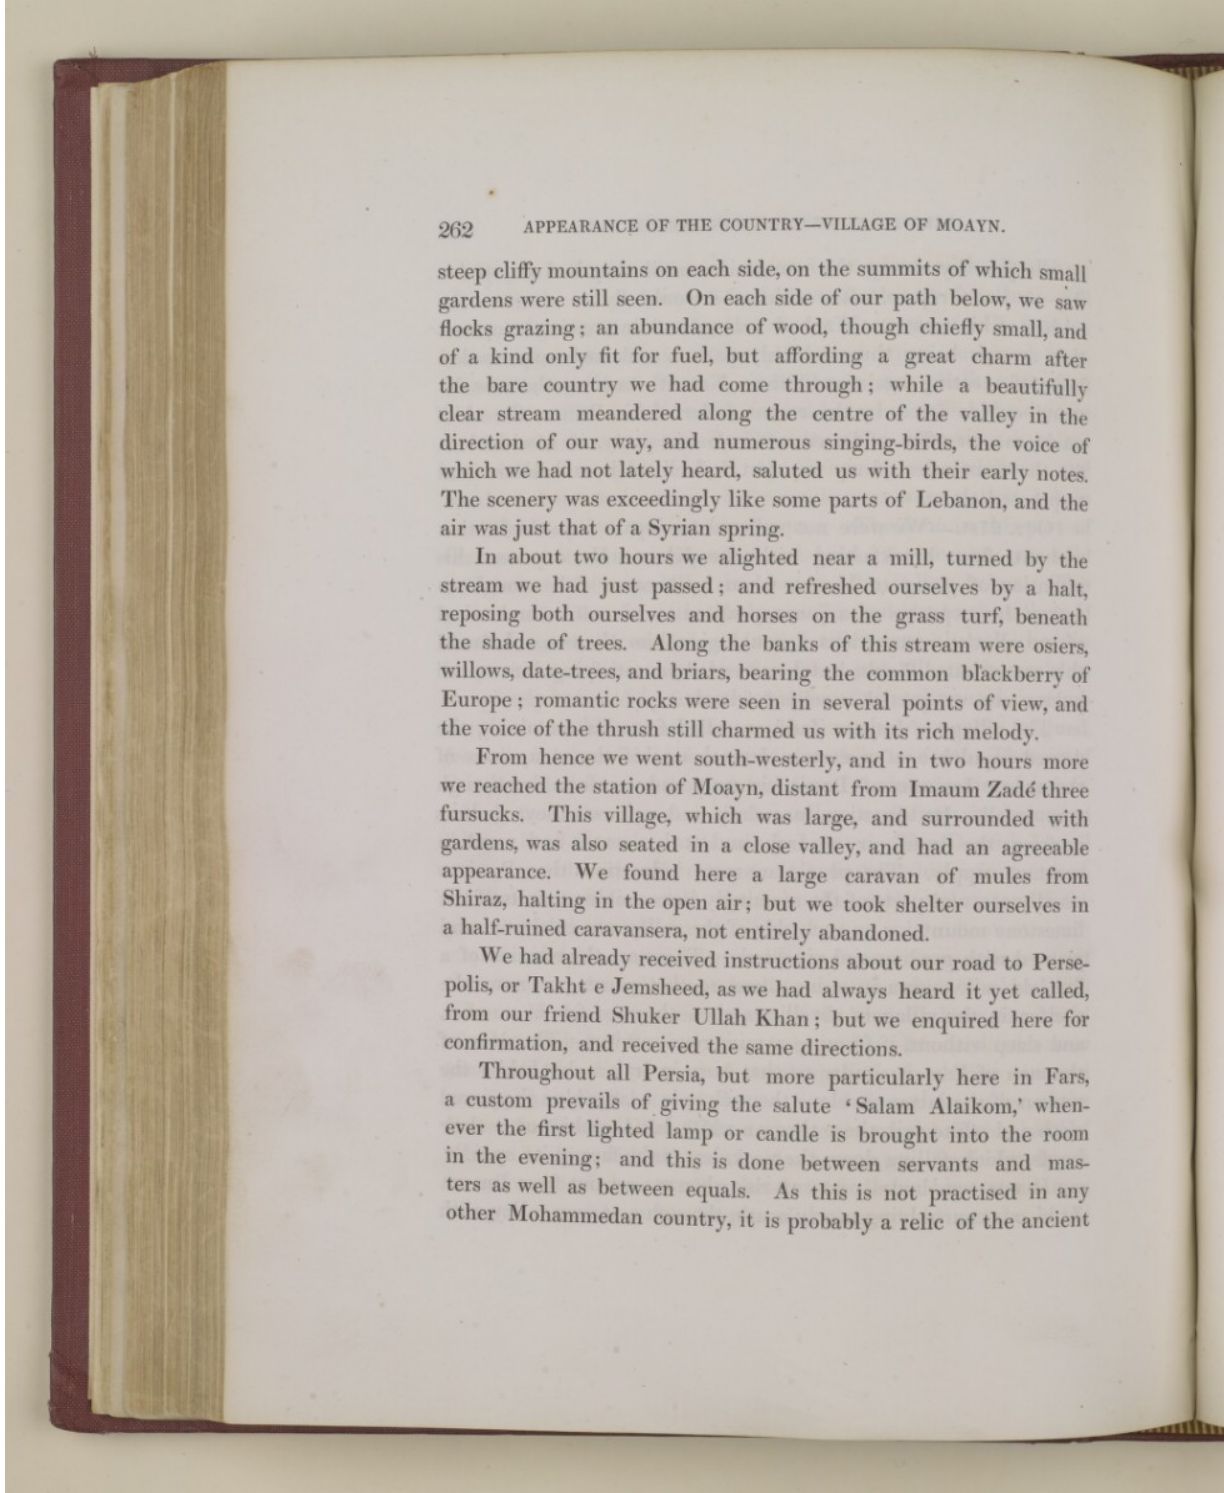 262 APPEARANCE OF THE COUNTRY—VILLAGE OF MOAYN.
steep cliffy mountains on each side, on the summits of which small
gardens were still seen. On each side of our path below, we saw
flocks grazing; an abundance of wood, though chiefly small, and
of a kind only fit for fuel, but affording a great charm after
the bare country we had come through; while a beautifully
clear stream meandered along the centre of the valley in the
direction of our way, and numerous singing-birds, the voice of
which we had not lately heard, saluted us with their early notes.
The scenery was exceedingly like some parts of Lebanon, and the
air was just that of a Syrian spring.
In about two hours we alighted near a mill, turned by the
stream we had just passed; and refreshed ourselves by a halt,
reposing both ourselves and horses on the grass turf, beneath
the shade of trees. Along the banks of this stream were osiers,
willows, date-trees, and briars, bearing the common blackberry of
Europe; romantic rocks were seen in several points of view, and
the voice of the thrush still charmed us with its rich melody.
From hence we went south-westerly, and in two hours more
we reached the station of Moayn, distant from Imaum Zadé three
fursucks. This village, which was large, and surrounded with
gardens, was also seated in a close valley, and had an agreeable
appearance. We found here a large caravan of mules from
Shiraz, halting in the open air; but we took shelter ourselves in
a half-ruined caravansera, not entirely abandoned.
We had already received instructions about our road to Perse-
polis, or Takht e Jemsheed, as we had always heard it yet called,
from our friend Shuker Ullah Khan; but we enquired here for
confirmation, and received the same directions.
Throughout all Persia, but more particularly here in Fars,
a custom prevails of giving the salute ‘Salam Alaikom,’ when-
ever the first lighted lamp or candle is brought into the room
in the evening; and this is done between servants and mas-
ters as well as between equals. As this is not practised in any
other Mohammedan country, it is probably a relic of the ancient